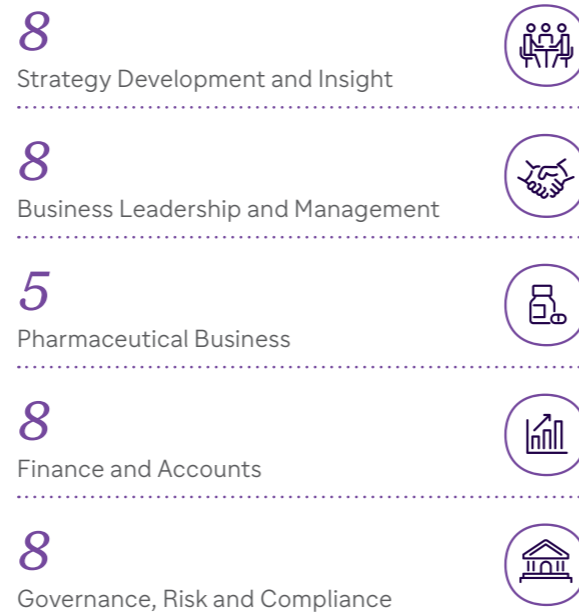 8
Strategy Development and Insight
8
Business Leadership and Management
5
Pharmaceutical Business
8
Finance and Accounts
8
Governance, Risk and Compliance